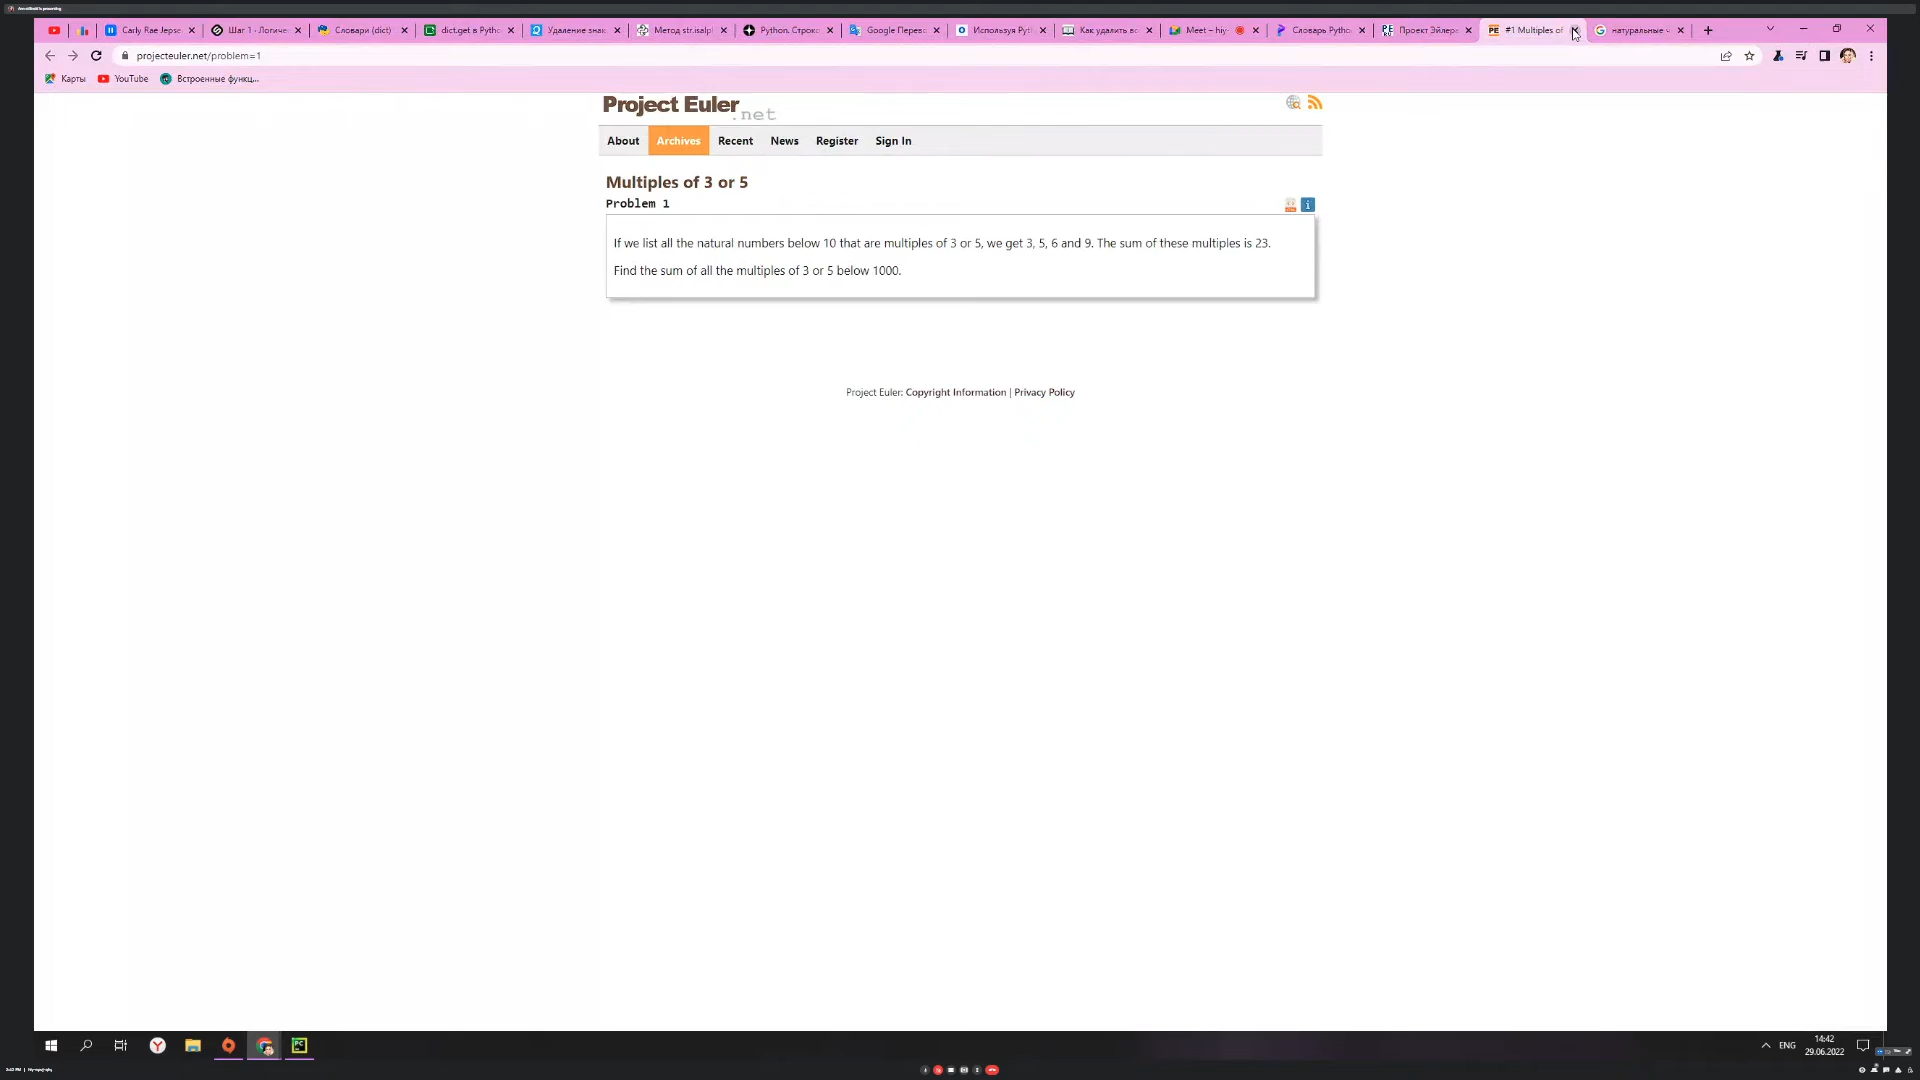 Carly Rae Jepse
Шаг 1 - Логиче
Словари (dict)
dict.get в Pytho
Удаление знак
Метод str.isalph
Python. Строко
Google Перево
Используя Pyt
Как удалить вс
Meet – hiy-
Словарь Pytho
Проект Эйлера
#1 Multiples of
натуральные ч
projecteuler.net/problem=1
Карты
YouTube
Встроенные функц...
Project Euler
.net
About
Archives
Recent
News
Register
Sign In
Multiples of 3 or 5
Problem 1
If we list all the natural numbers below 10 that are multiples of 3 or 5, we get 3, 5, 6 and 9. The sum of these multiples is 23.
Find the sum of all the multiples of 3 or 5 below 1000.
Project Euler: Copyright Information | Privacy Policy
ENG
14:42
29.06.2022